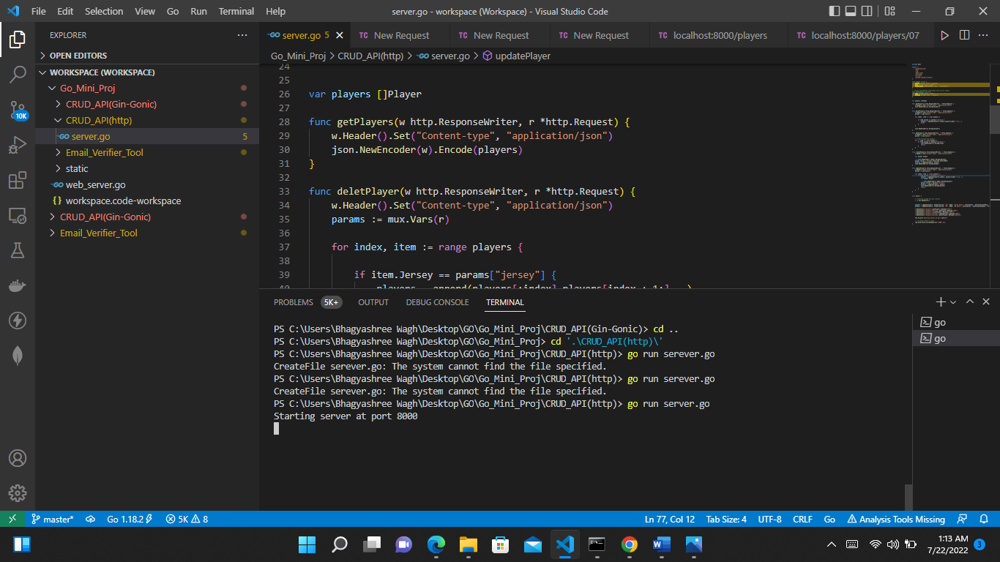 File Edit Selection View Go Run Terminal Help
server.go - workspace (Workspace) - Visual Studio Code
EXPLORER
OPEN EDITORS
WORKSPACE (WORKSPACE)
Go_Mini_Proj
CRUD_API(Gin-Gonic)
CRUD_API(http)
server.go 5
Email_Verifier_Tool
static
web_server.go
{} workspace.code-workspace
CRUD_API(Gin-Gonic)
Email_Verifier_Tool
10K
GO server.go 5
TC New Request
TC New Request
TC New Request
TC localhost:8000/players
TC localhost:8000/players/07
Go_Mini_Proj > CRUD_API(http) > server.go > updatePlayer
24
25
26 var players []Player
27
28 func getPlayers(w http.ResponseWriter, r *http.Request) {
29 w.Header().Set("Content-type", "application/json")
30 json.NewEncoder(w).Encode(players)
31 }
32
33 func deletPlayer(w http.ResponseWriter, r *http.Request) {
34 w.Header().Set("Content-type", "application/json")
35 params := mux.Vars(r)
36
37 for index, item := range players {
38
39 if item.Jersey == params["jersey"] {
40 players = append(players[:index], players[index + 1:]...)
PROBLEMS 5K+ OUTPUT DEBUG CONSOLE TERMINAL
PS C:\Users\Bhagyashree Wagh\Desktop\GO\Go_Mini_Proj\CRUD_API(Gin-Gonic)> cd ..
PS C:\Users\Bhagyashree Wagh\Desktop\GO\Go_Mini_Proj> cd '.\CRUD_API(http)\'
PS C:\Users\Bhagyashree Wagh\Desktop\GO\Go_Mini_Proj\CRUD_API(http)> go run serever.go
CreateFile serever.go: The system cannot find the file specified.
PS C:\Users\Bhagyashree Wagh\Desktop\GO\Go_Mini_Proj\CRUD_API(http)> go run serever.go
CreateFile serever.go: The system cannot find the file specified.
PS C:\Users\Bhagyashree Wagh\Desktop\GO\Go_Mini_Proj\CRUD_API(http)> go run server.go
Starting server at port 8000
go
go
master* Go 1.18.2 5K 8
Ln 77, Col 12 Tab Size: 4 UTF-8 CRLF Go Analysis Tools Missing
1:13 AM
7/22/2022
3